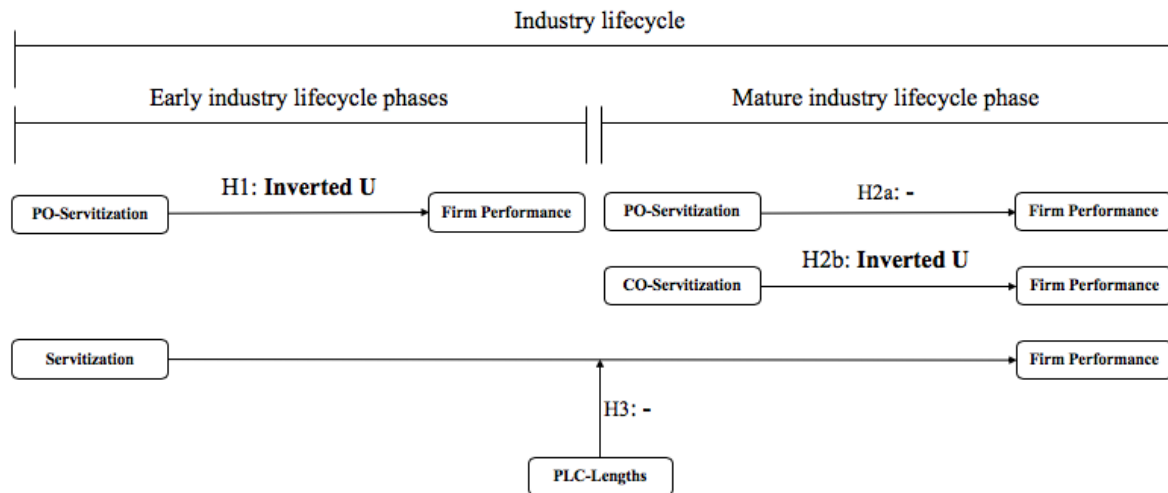 Industry lifecycle
Early industry lifecycle phases
Mature industry lifecycle phase
H1: Inverted U
PO-Servitization
Firm Performance
H2a: -
PO-Servitization
Firm Performance
H2b: Inverted U
CO-Servitization
Firm Performance
Servitization
Firm Performance
H3: -
PLC-Lengths